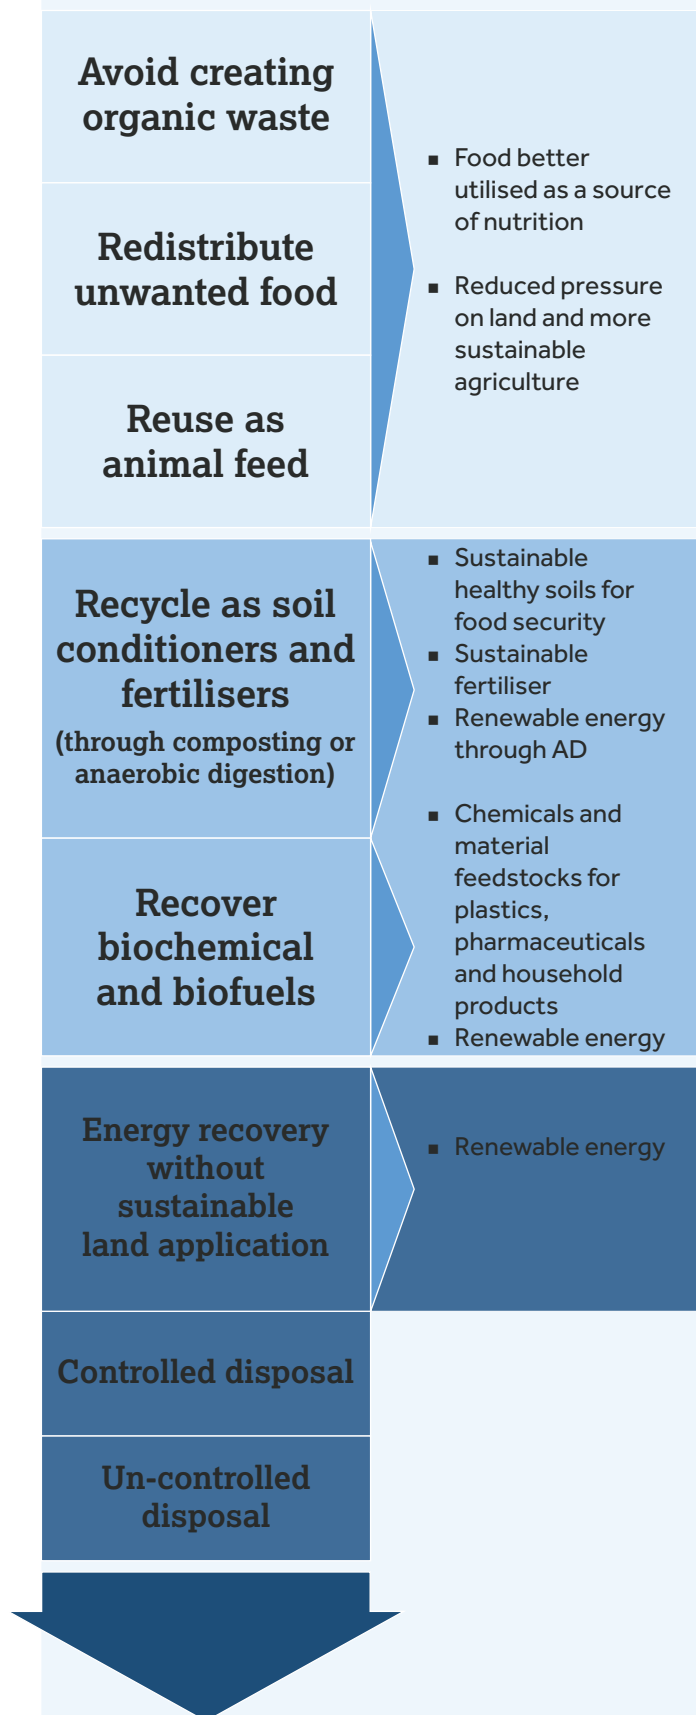 Avoid creating
organic waste
Redistribute
unwanted food
Reuse as
animal feed
▪ Food better
utilised as a source
of nutrition
▪ Reduced pressure
on land and more
sustainable
agriculture
Recycle as soil
conditioners and
fertilisers
(through composting or
anaerobic digestion)
▪ Sustainable
healthy soils for
food security
▪ Sustainable
fertiliser
▪ Renewable energy
through AD
Recover
biochemical
and biofuels
▪ Chemicals and
material
feedstocks for
plastics,
pharmaceuticals
and household
products
▪ Renewable energy
Energy recovery
without
sustainable
land application
▪ Renewable energy
Controlled disposal
Un-controlled
disposal